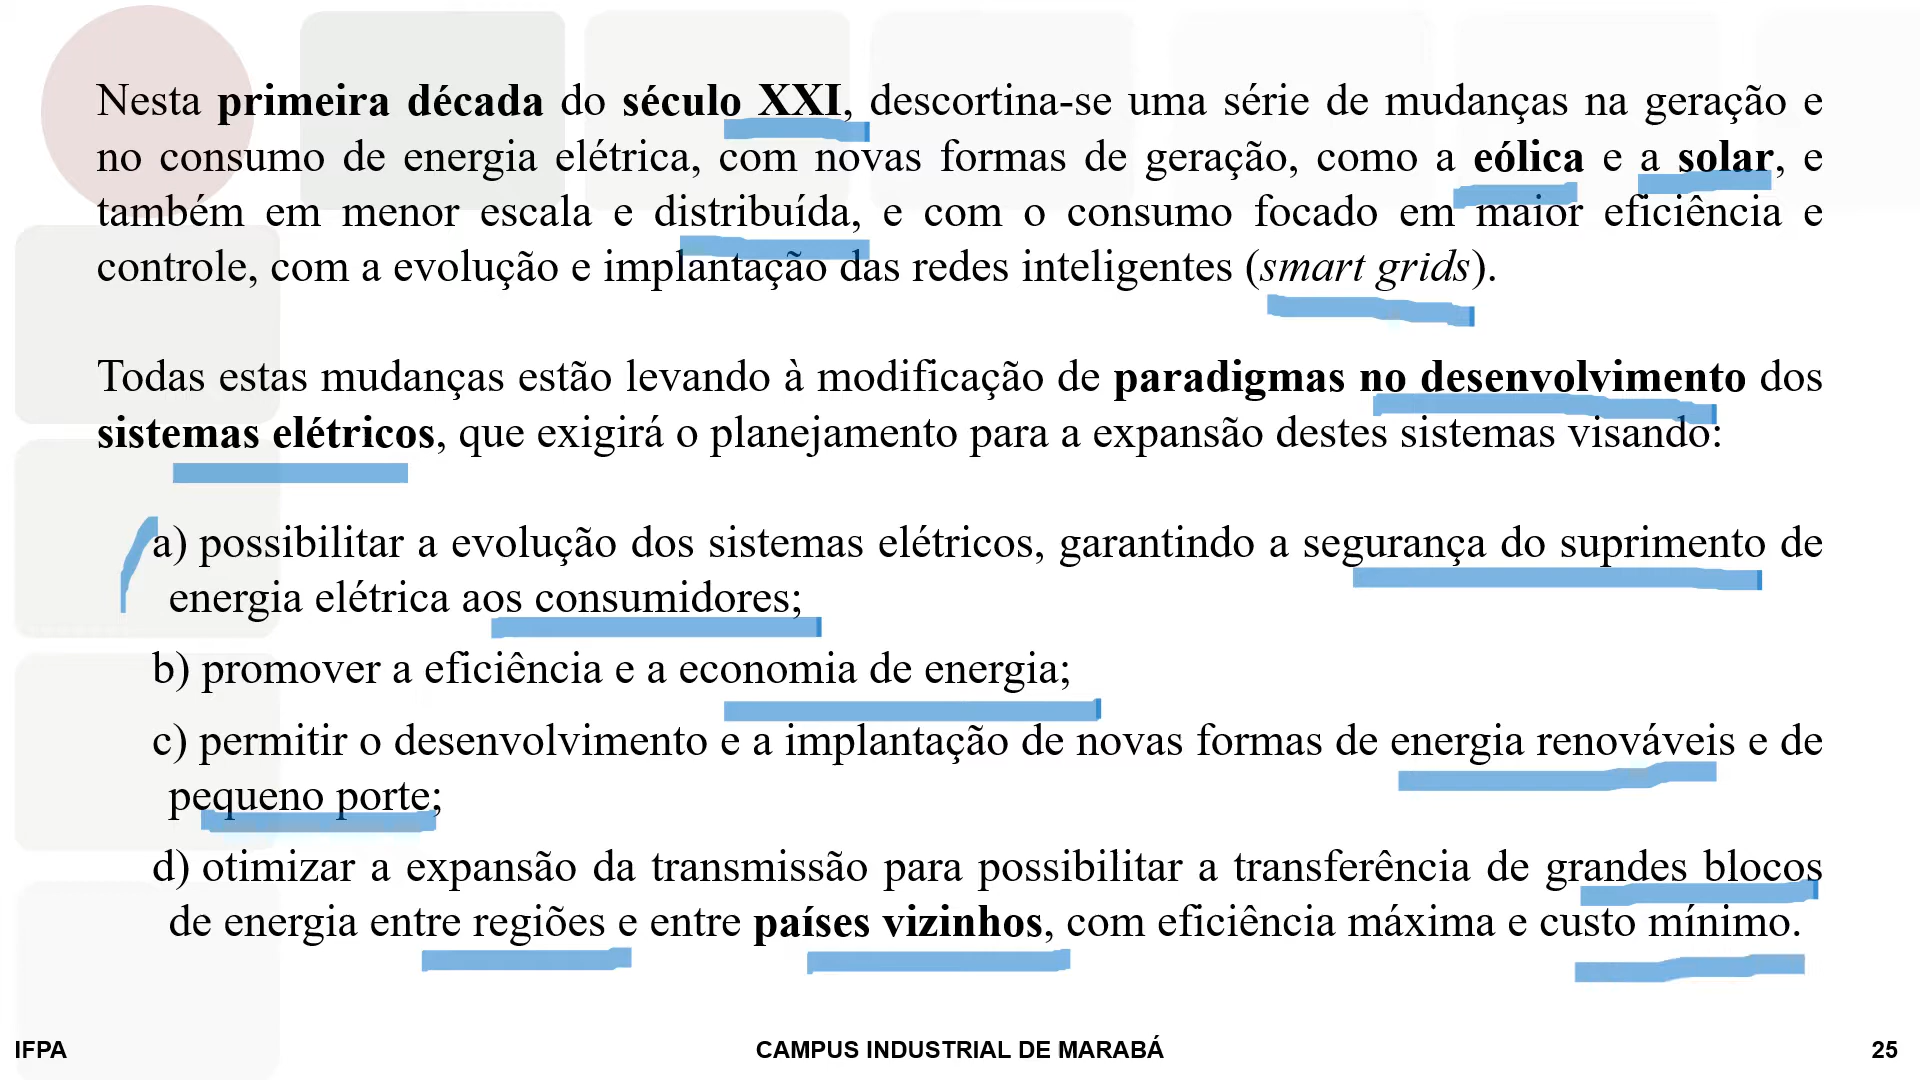 Nesta primeira década do século XXI, descortina-se uma série de mudanças na geração e
no consumo de energia elétrica, com novas formas de geração, como a eólica e a solar, e
também em menor escala e distribuída, e com o consumo focado em maior eficiência e
controle, com a evolução e implantação das redes inteligentes (smart grids).
Todas estas mudanças estão levando à modificação de paradigmas no desenvolvimento dos
sistemas elétricos, que exigirá o planejamento para a expansão destes sistemas visando:
a) possibilitar a evolução dos sistemas elétricos, garantindo a segurança do suprimento de
energia elétrica aos consumidores;
b) promover a eficiência e a economia de energia;
c) permitir o desenvolvimento e a implantação de novas formas de energia renováveis e de
pequeno porte;
d) otimizar a expansão da transmissão para possibilitar a transferência de grandes blocos
de energia entre regiões e entre países vizinhos, com eficiência máxima e custo mínimo.
IFPA
CAMPUS INDUSTRIAL DE MARABÁ
25